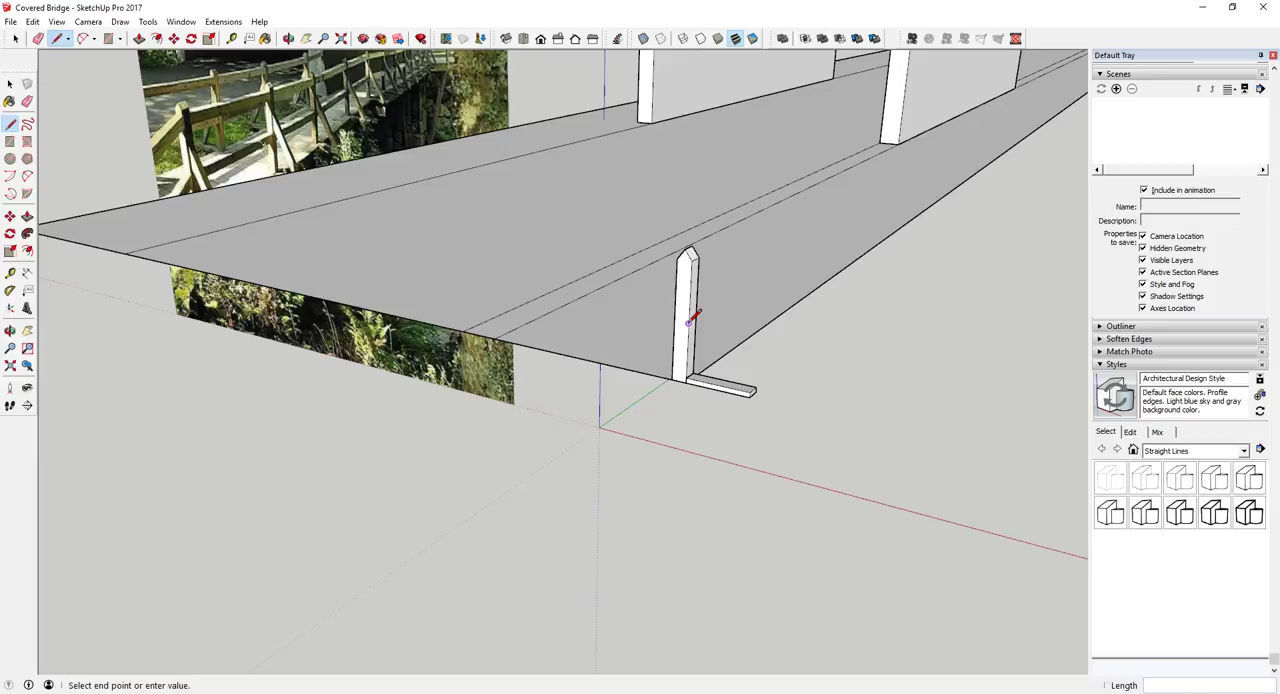 Covered Bridge - SketchUp Pro 2017
File Edit View Camera Draw Tools Window Extensions Help
Default Tray
Scenes
Include in animation
Name:
Description:
Properties to save:
Camera Location
Hidden Geometry
Visible Layers
Active Section Planes
Style and Fog
Shadow Settings
Axes Location
Outliner
Soften Edges
Match Photo
Styles
Architectural Design Style
Default face colors. Profile
edges. Light blue sky and gray
background color.
Select Edit Mix
Straight Lines
Select end point or enter value.
Length